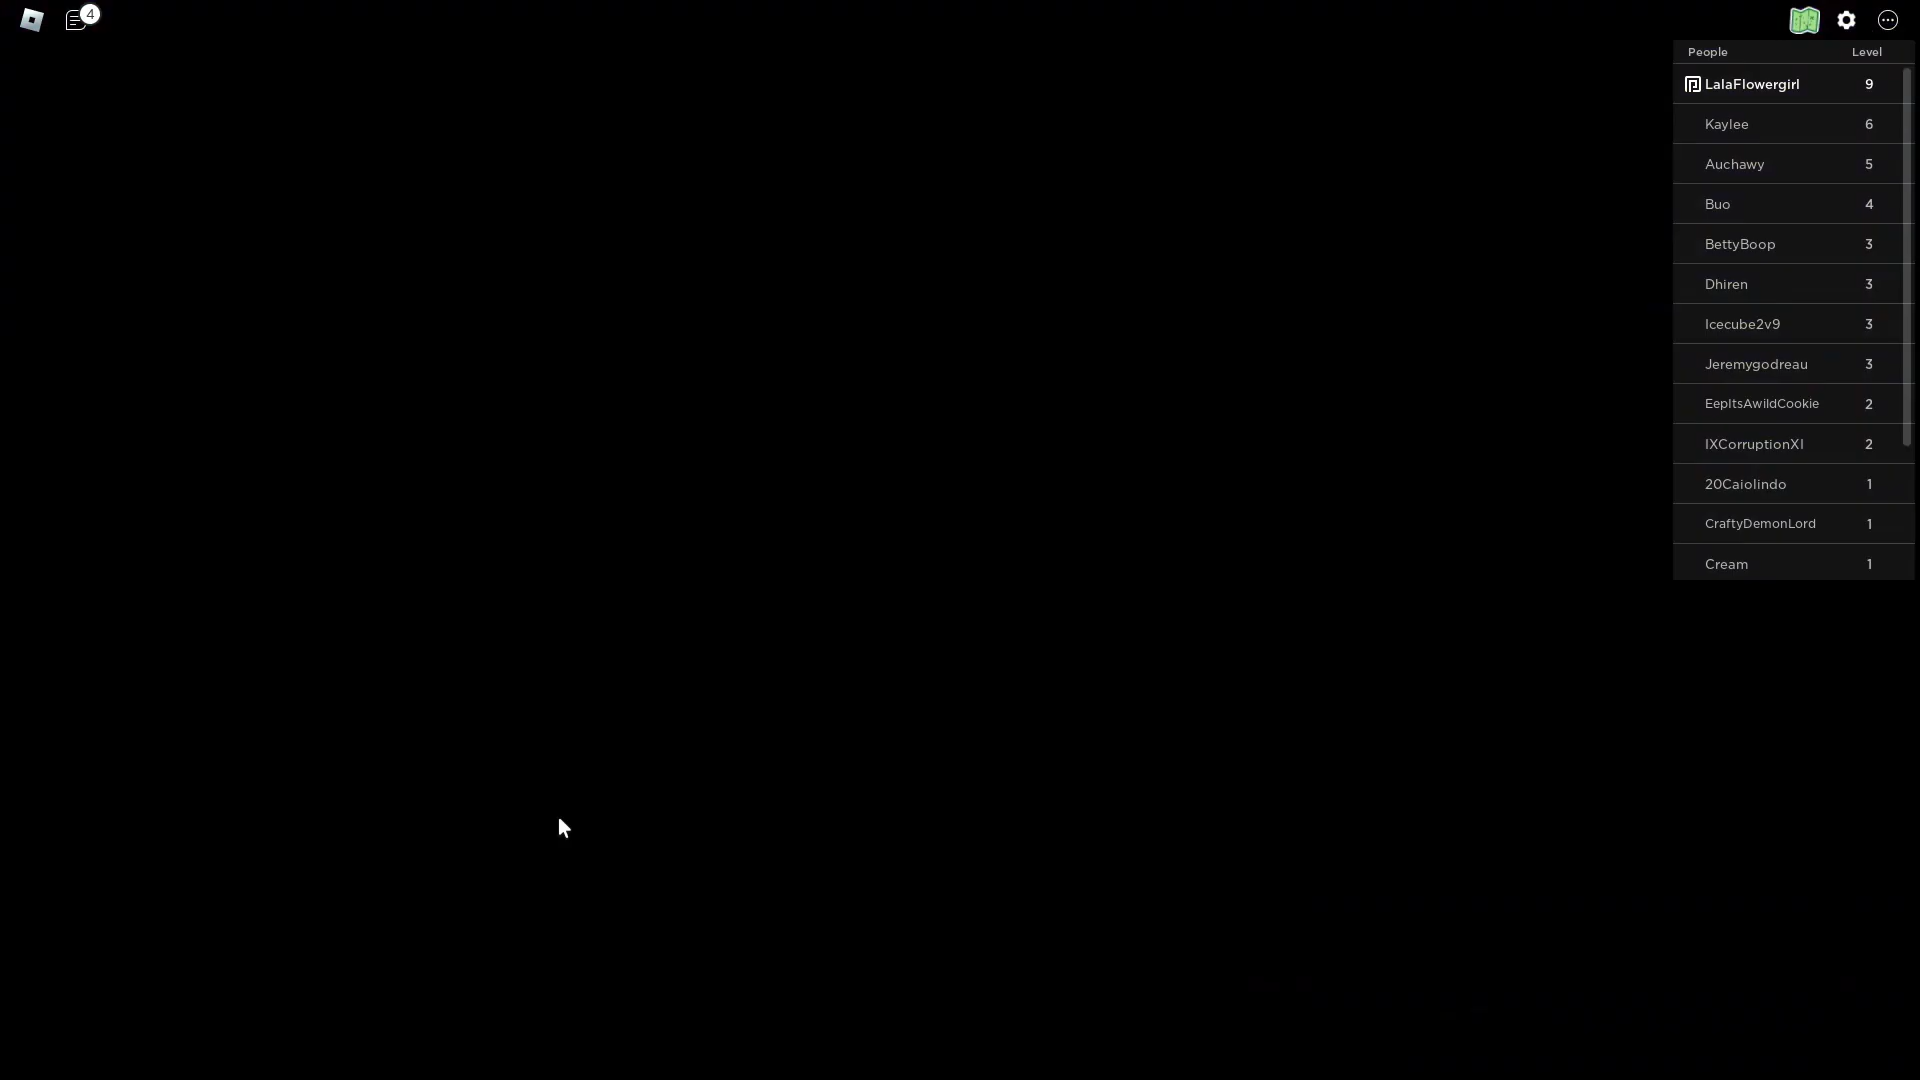 4
People Level
LalaFlowergirl 9
Kaylee 6
Auchawy 5
Buo 4
BettyBoop 3
Dhiren 3
Icecube2v9 3
Jeremygodreau 3
EepItsAwildCookie 2
IXCorruptionXI 2
20Caiolindo 1
CraftyDemonLord 1
Cream 1